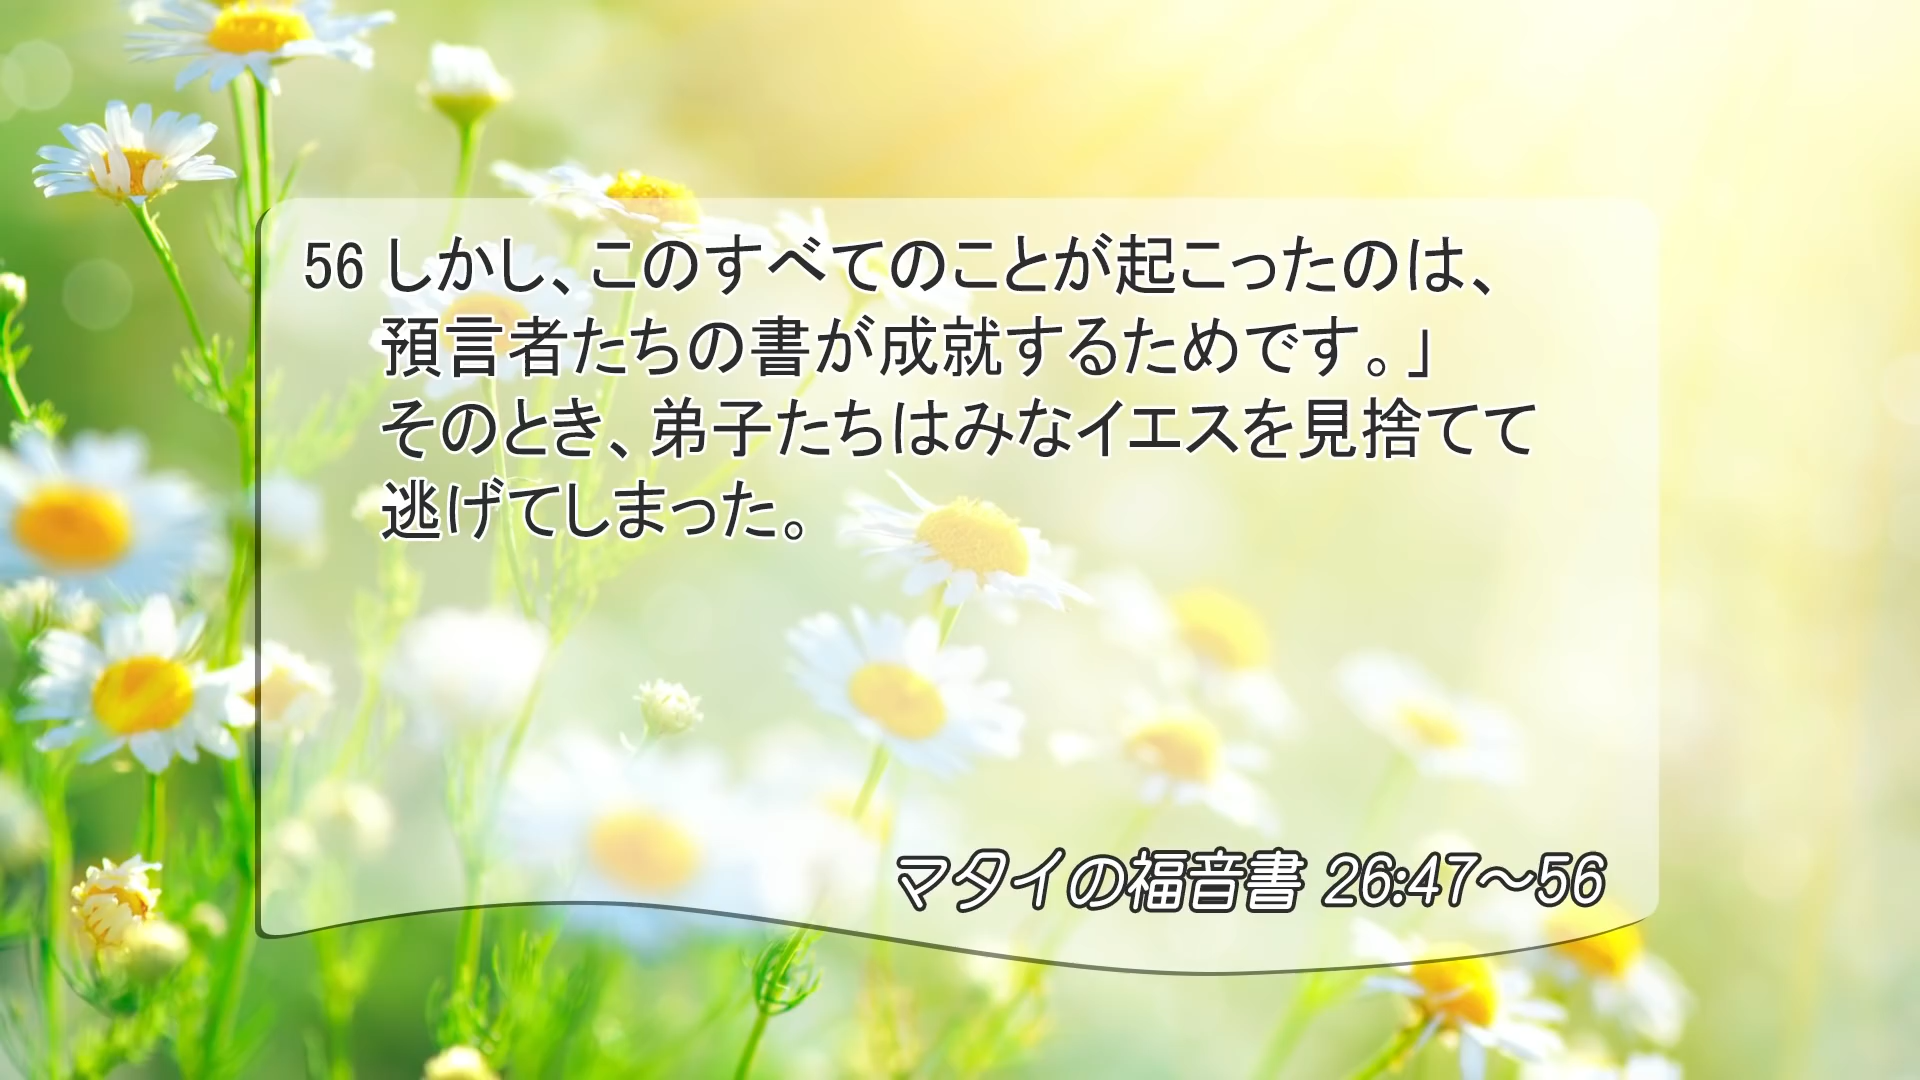 56 しかし、このすべてのことが起こったのは、
預言者たちの書が成就するためです。」
そのとき、弟子たちはみなイエスを見捨てて
逃げてしまった。
マタイの福音書 26:47～56